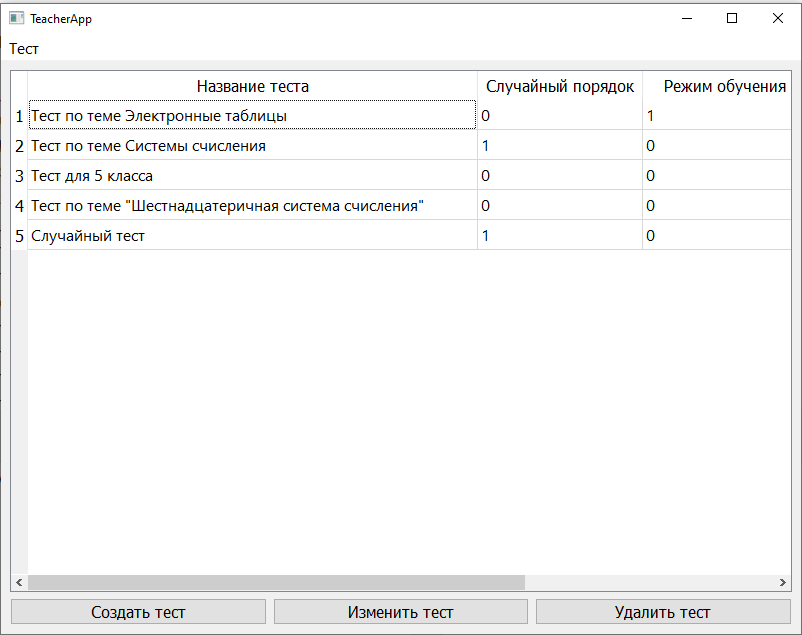 TeacherApp
Тест
Название теста Случайный порядок Режим обучения
1 Тест по теме Электронные таблицы 0 1
2 Тест по теме Системы счисления 1 0
3 Тест для 5 класса 0 0
4 Тест по теме "Шестнадцатеричная система счисления" 0 0
5 Случайный тест 1 0
Создать тест Изменить тест Удалить тест